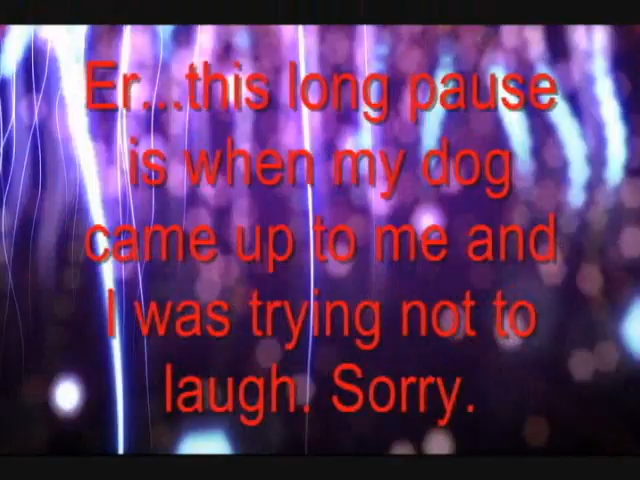 Er...this long pause
is when my dog
came up to me and
I was trying not to
laugh. Sorry.